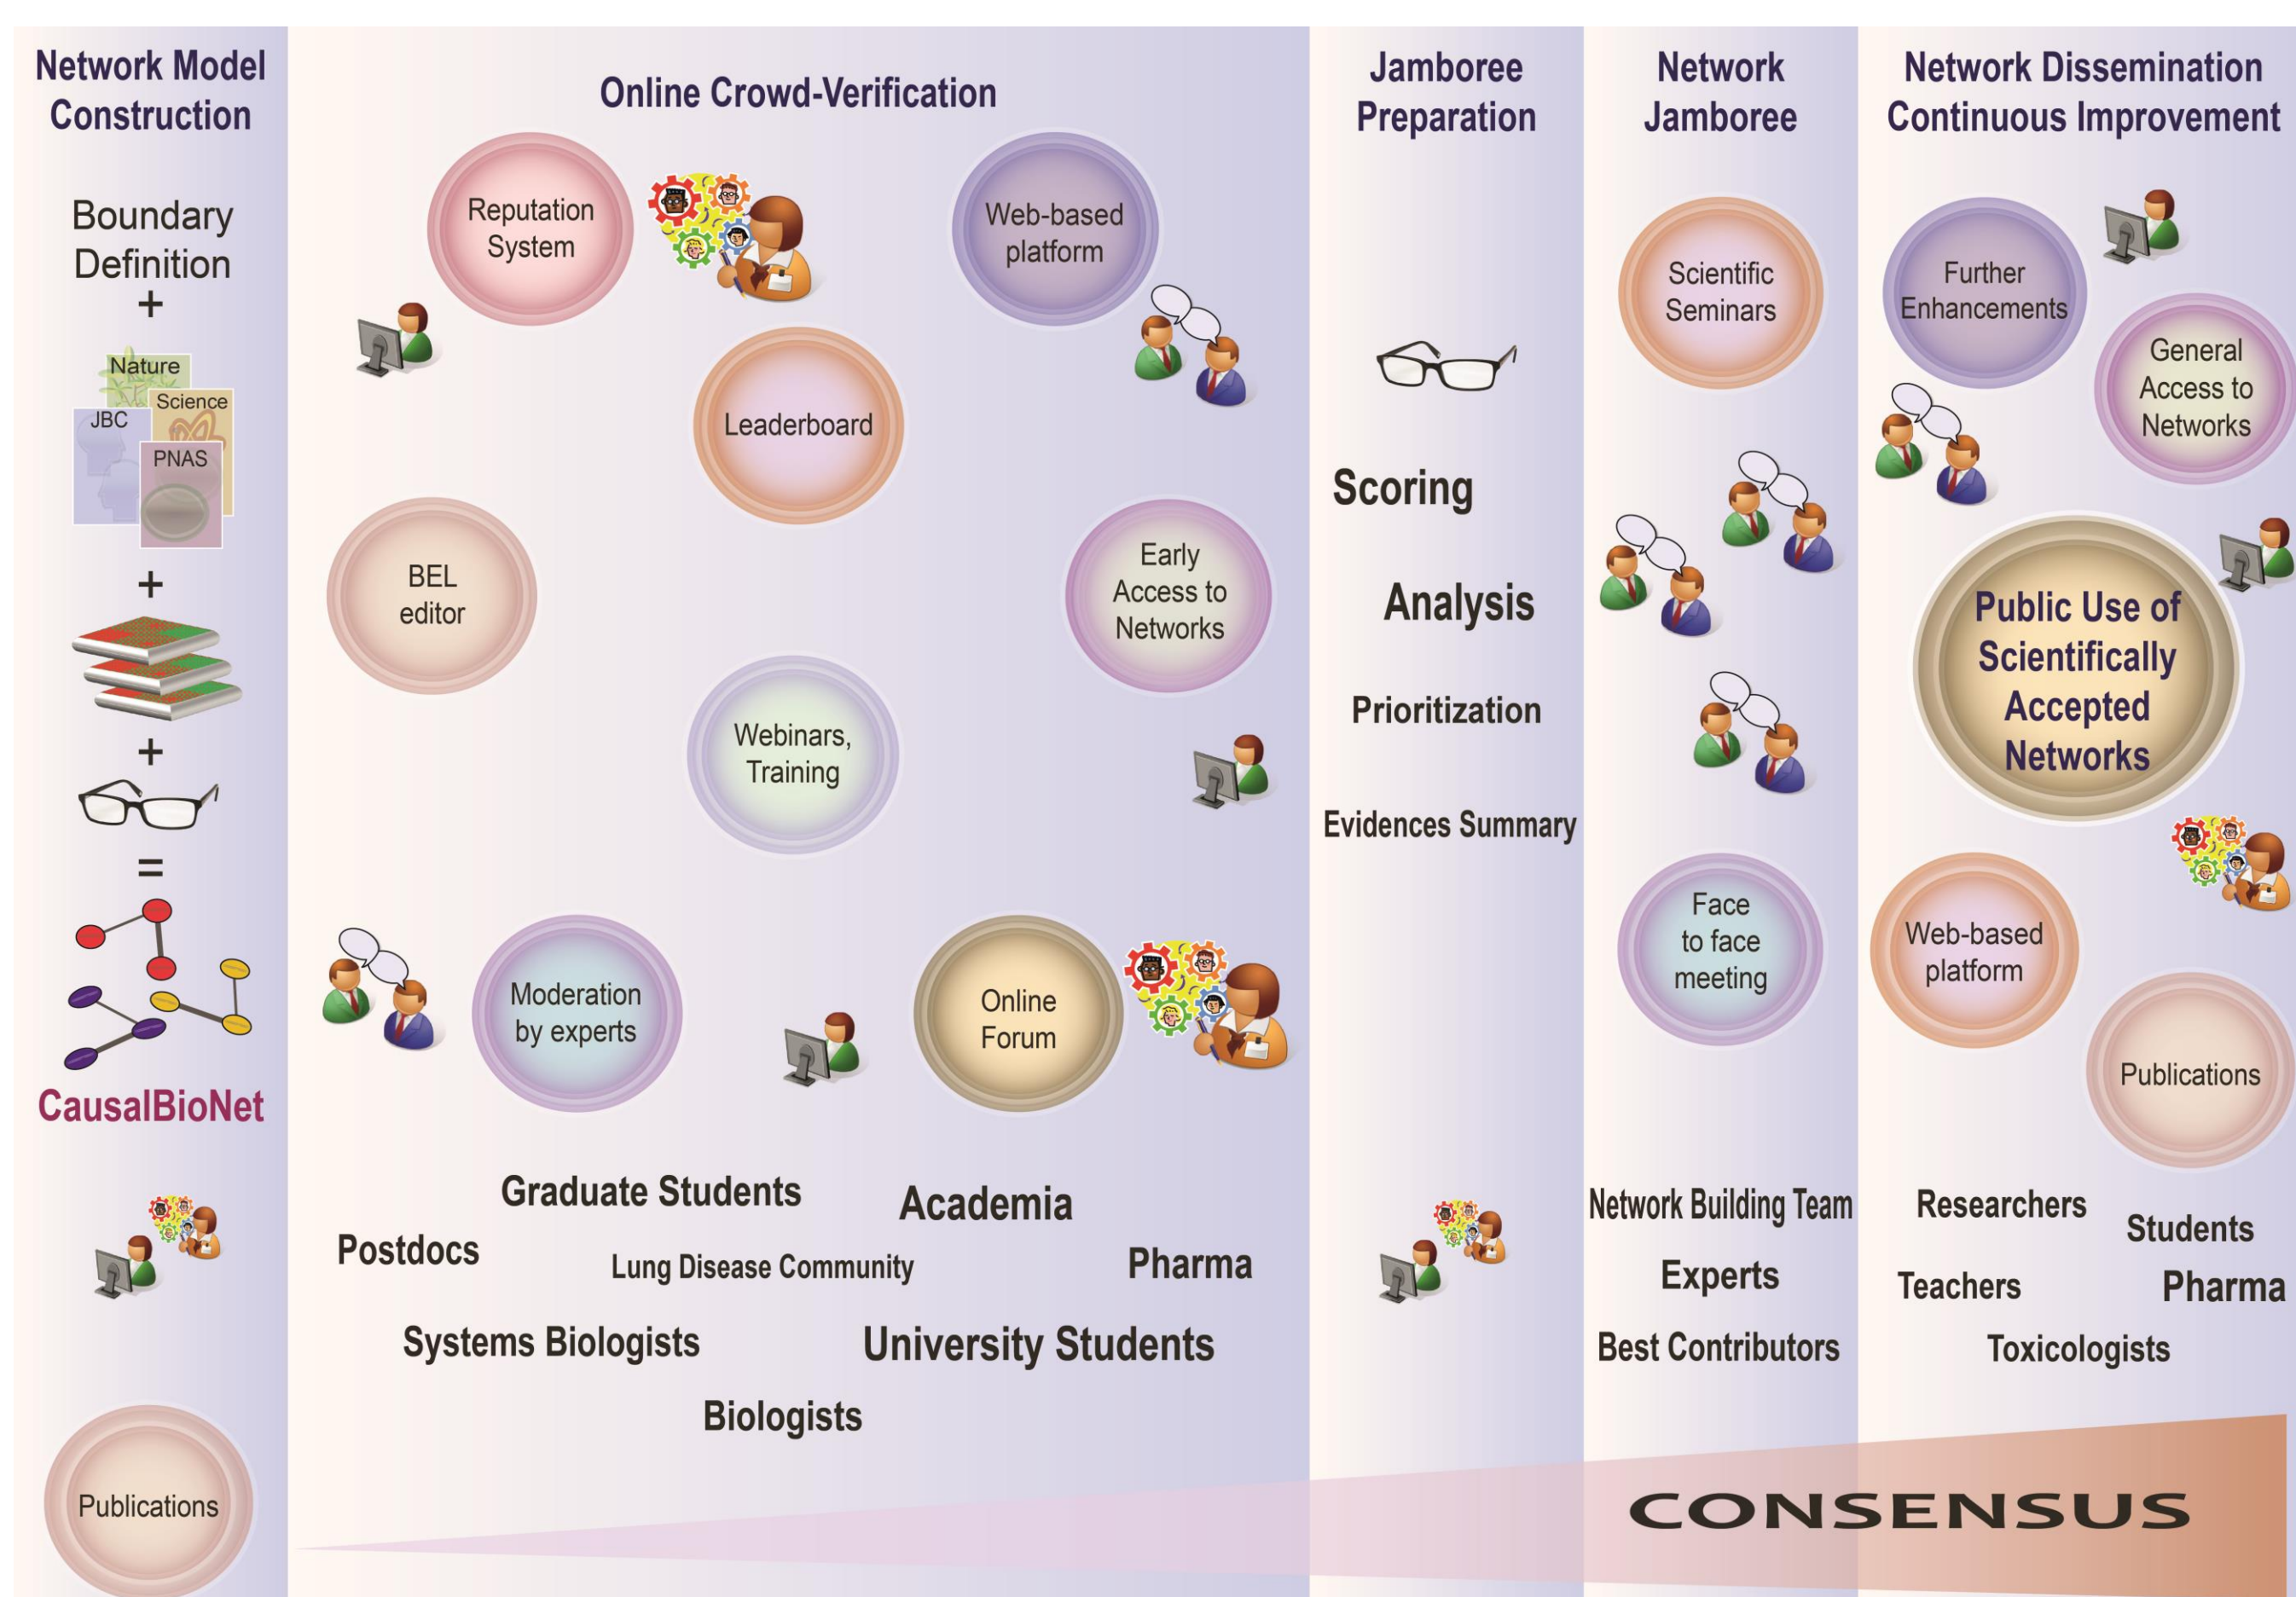 Network Model
Construction
Boundary
Definition
+
Nature
Science
JBC
PNAS
+
+
=
CausalBioNet
Publications
Online Crowd-Verification
Reputation
System
Web-based
platform
Leaderboard
BEL
editor
Early
Access to
Networks
Webinars,
Training
Moderation
by experts
Online
Forum
Graduate Students
Academia
Postdocs
Lung Disease Community
Pharma
Systems Biologists
University Students
Biologists
Jamboree
Preparation
Scoring
Analysis
Prioritization
Evidences Summary
Network
Jamboree
Scientific
Seminars
Face
to face
meeting
Network Building Team
Experts
Best Contributors
Network Dissemination
Continuous Improvement
Further
Enhancements
General
Access to
Networks
Public Use of
Scientifically
Accepted
Networks
Web-based
platform
Publications
Researchers
Students
Teachers
Pharma
Toxicologists
CONSENSUS